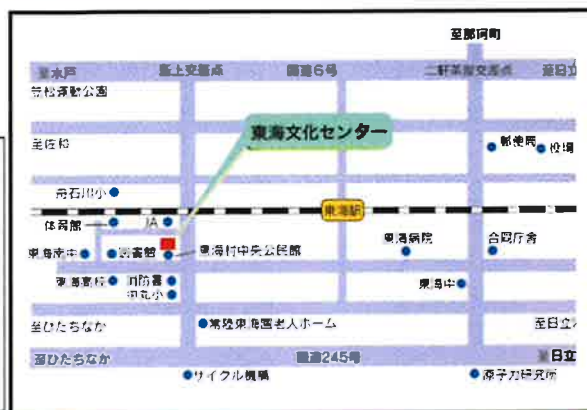 至那珂町
至水戸
国道6号
二軒茶屋交差点
至日立
笠松運動公園
東海文化センター
至佐和
郵便局
役場
舟石川小
東海駅
体育館
JA
東海南中
図書館
東海村中央公民館
東海病院
合同庁舎
東海高校
消防署
中丸小
東海中
至ひたちなか
常陸東海園老人ホーム
至日立
至ひたちなか
国道245号
至日立
サイクル機構
原子力研究所